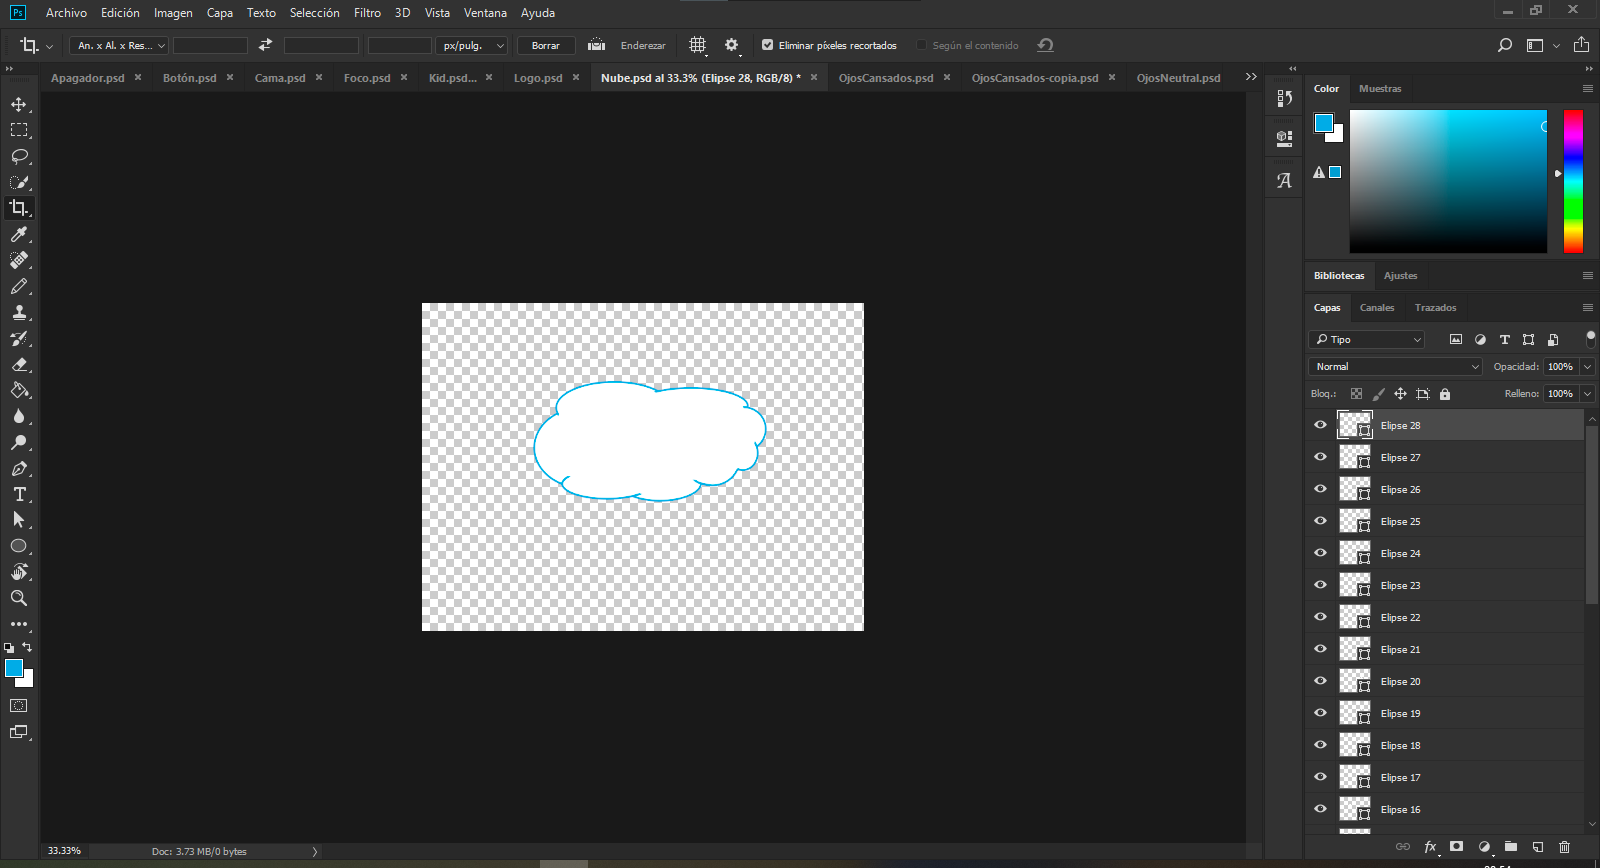 Ps Archivo Edición Imagen Capa Texto Selección Filtro 3D Vista Ventana Ayuda
An. x Al. x Res... px/pulg. Borrar Enderezar Eliminar píxeles recortados Según el contenido
Apagador.psd × Botón.psd × Cama.psd × Foco.psd × Kid.psd... × Logo.psd × Nube.psd al 33.3% (Elipse 28, RGB/8) * × OjosCansados.psd × OjosCansados-copia.psd × OjosNeutral.psd
Color Muestras
Bibliotecas Ajustes
Capas Canales Trazados
Tipo
Normal Opacidad: 100%
Bloq.: Relleno: 100%
Elipse 28
Elipse 27
Elipse 26
Elipse 25
Elipse 24
Elipse 23
Elipse 22
Elipse 21
Elipse 20
Elipse 19
Elipse 18
Elipse 17
Elipse 16
fx
33.33% Doc: 3.73 MB/0 bytes